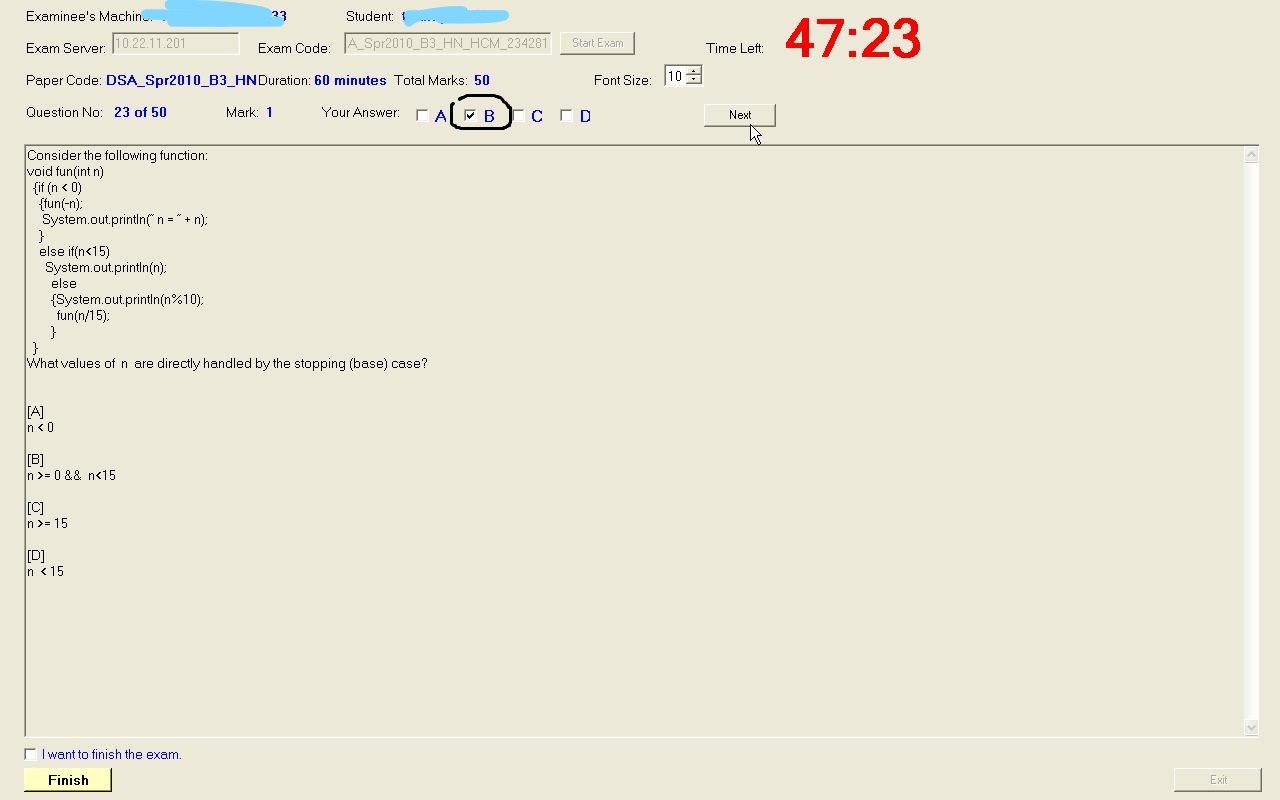 Examinee's Machine: 33 Student:
Exam Server: 10.22.11.201 Exam Code: A_Spr2010_B3_HN_HCM_234281 Start Exam Time Left: 47:23
Paper Code: DSA_Spr2010_B3_HN Duration: 60 minutes Total Marks: 50 Font Size: 10
Question No: 23 of 50 Mark: 1 Your Answer: A B C D Next
Consider the following function:
void fun(int n)
{if (n < 0)
{fun(-n);
System.out.println(" n = " + n);
}
else if(n<15)
System.out.println(n);
else
{System.out.println(n%10);
fun(n/15);
}
}
What values of n are directly handled by the stopping (base) case?
[A]
n < 0
[B]
n >= 0 && n<15
[C]
n >= 15
[D]
n < 15
I want to finish the exam.
Finish Exit